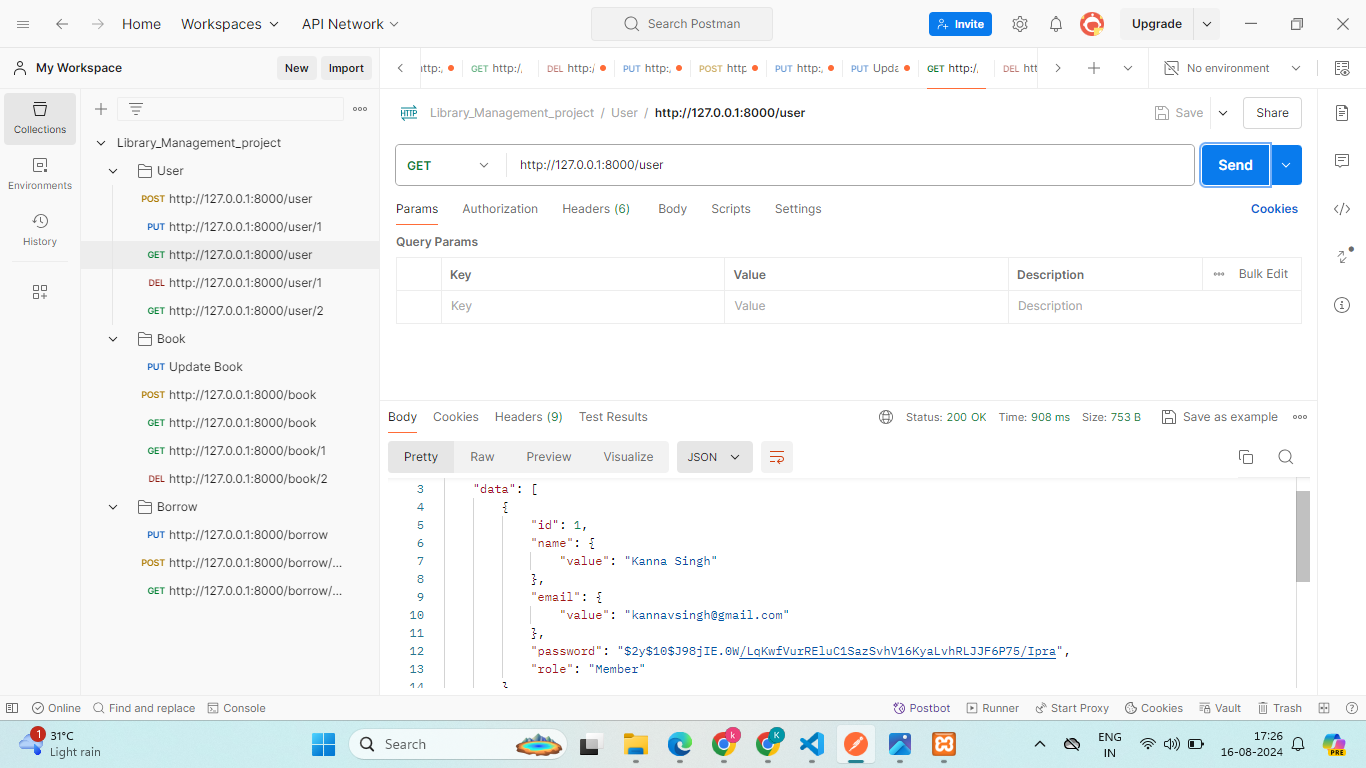 Home Workspaces API Network Search Postman Invite Upgrade
My Workspace New Import http:/, GET http:/, DEL http:/ PUT http:, POST http PUT http:, PUT Upda GET http:/, DEL htt No environment
Collections
Environments
History
Library_Management_project
User
POST http://127.0.0.1:8000/user
PUT http://127.0.0.1:8000/user/1
GET http://127.0.0.1:8000/user
DEL http://127.0.0.1:8000/user/1
GET http://127.0.0.1:8000/user/2
Book
PUT Update Book
POST http://127.0.0.1:8000/book
GET http://127.0.0.1:8000/book
GET http://127.0.0.1:8000/book/1
DEL http://127.0.0.1:8000/book/2
Borrow
PUT http://127.0.0.1:8000/borrow
POST http://127.0.0.1:8000/borrow/...
GET http://127.0.0.1:8000/borrow/...
HTTP Library_Management_project / User / http://127.0.0.1:8000/user Save Share
GET http://127.0.0.1:8000/user Send
Params Authorization Headers (6) Body Scripts Settings Cookies
Query Params
Key Value Description Bulk Edit
Key Value Description
Body Cookies Headers (9) Test Results Status: 200 OK Time: 908 ms Size: 753 B Save as example
Pretty Raw Preview Visualize JSON
3 "data": [
4 {
5 "id": 1,
6 "name": {
7 "value": "Kanna Singh"
8 },
9 "email": {
10 "value": "kannavsingh@gmail.com"
11 },
12 "password": "$2y$10$J98jIE.0W/LqKwfVurREluC1SazSvhV16KyaLvhRLJJF6P75/Ipra",
13 "role": "Member"
14 }
Online Find and replace Console Postbot Runner Start Proxy Cookies Vault Trash
1 31°C
Light rain
Search
k K
ENG
IN
17:26
16-08-2024
PRE